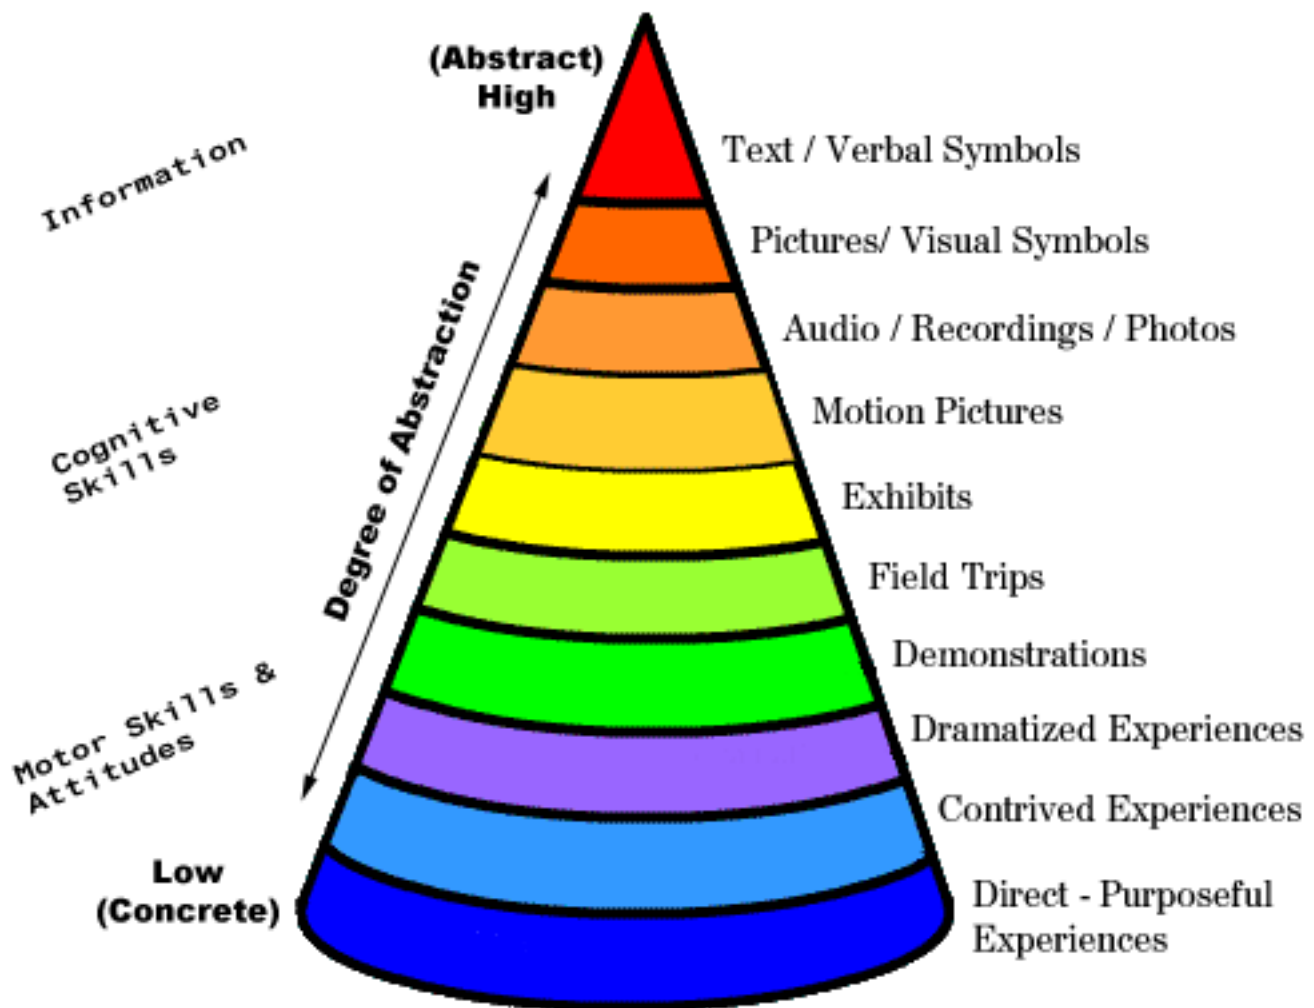 (Abstract)
High
Information
Text / Verbal Symbols
Pictures/ Visual Symbols
Audio / Recordings / Photos
Degree of Abstraction
Cognitive
Skills
Motion Pictures
Exhibits
Field Trips
Demonstrations
Motor Skills &
Attitudes
Dramatized Experiences
Contrived Experiences
Low
(Concrete)
Direct - Purposeful
Experiences